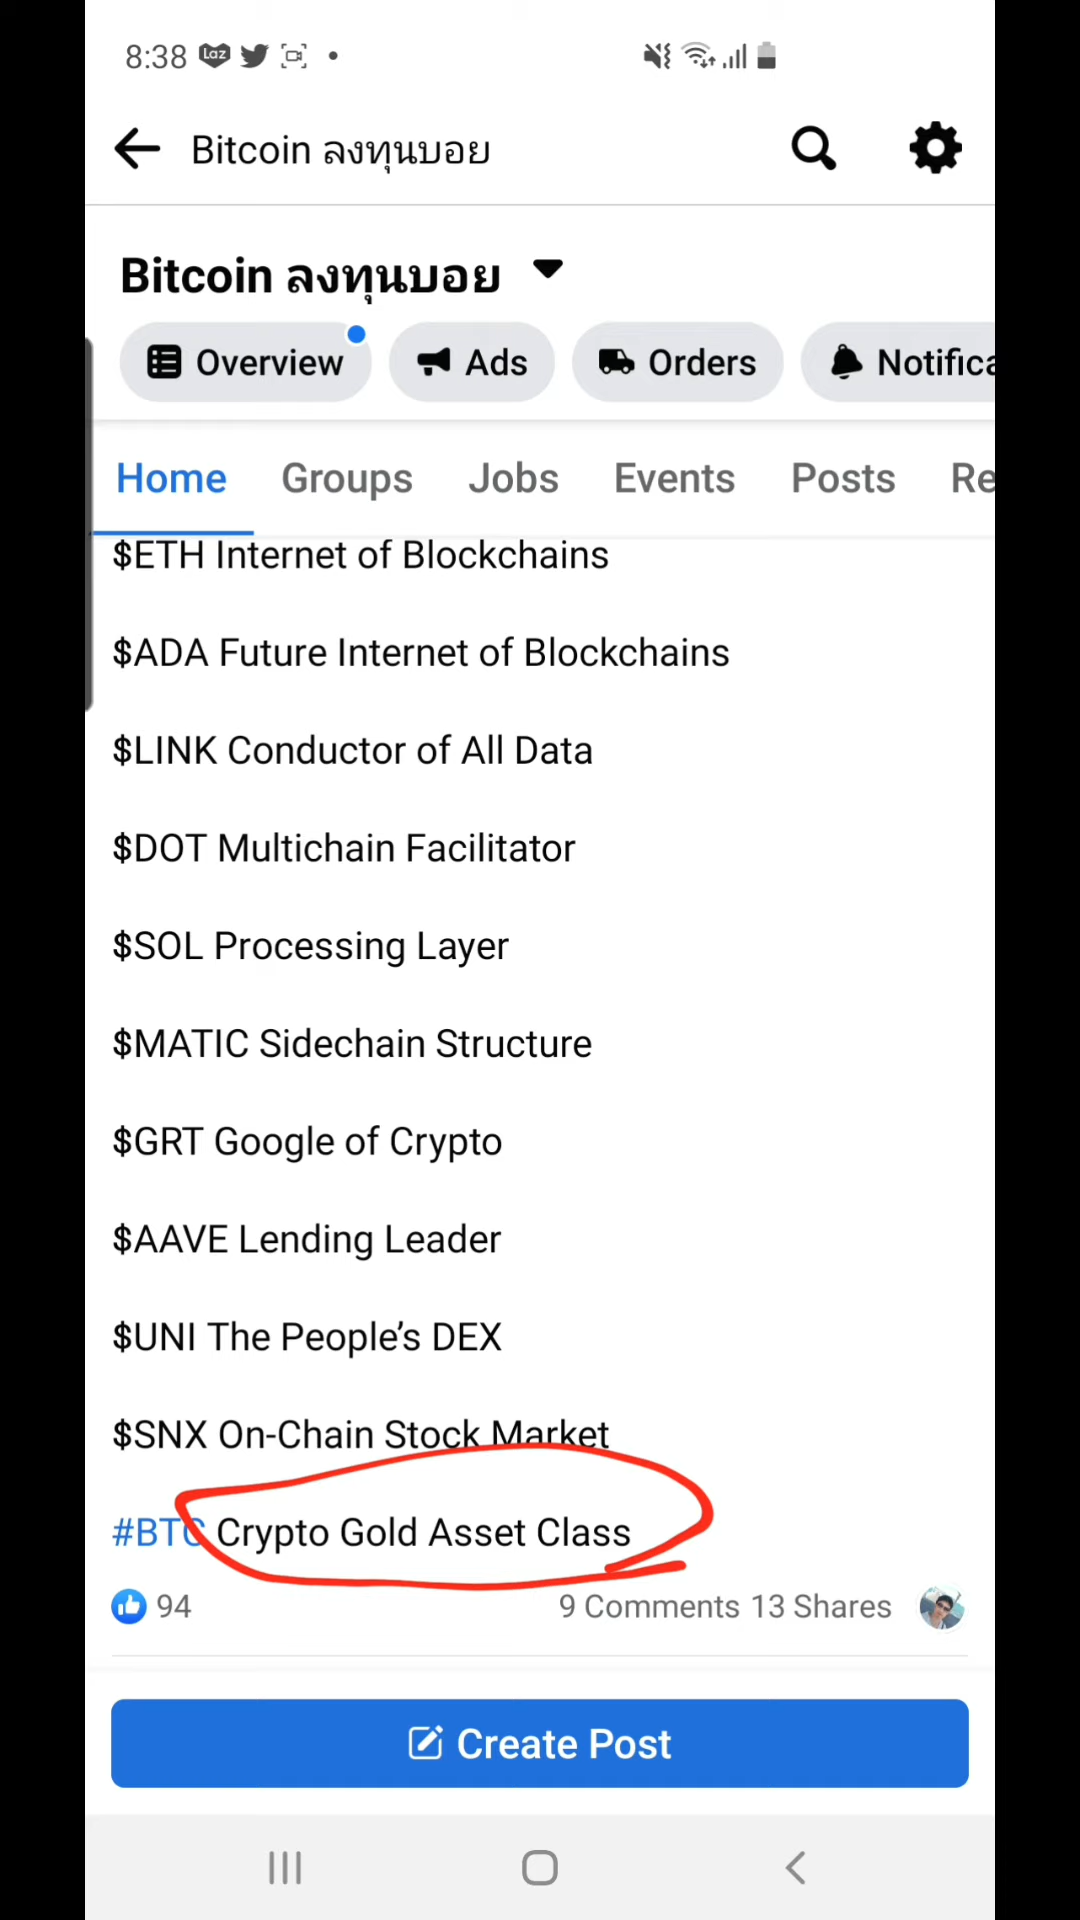 8:38 Laz
Bitcoin ลงทุนบอย
Bitcoin ลงทุนบอย
Overview Ads Orders Notifica
Home Groups Jobs Events Posts Re
$ETH Internet of Blockchains
$ADA Future Internet of Blockchains
$LINK Conductor of All Data
$DOT Multichain Facilitator
$SOL Processing Layer
$MATIC Sidechain Structure
$GRT Google of Crypto
$AAVE Lending Leader
$UNI The People’s DEX
$SNX On-Chain Stock Market
#BTC Crypto Gold Asset Class
94 9 Comments 13 Shares
Create Post